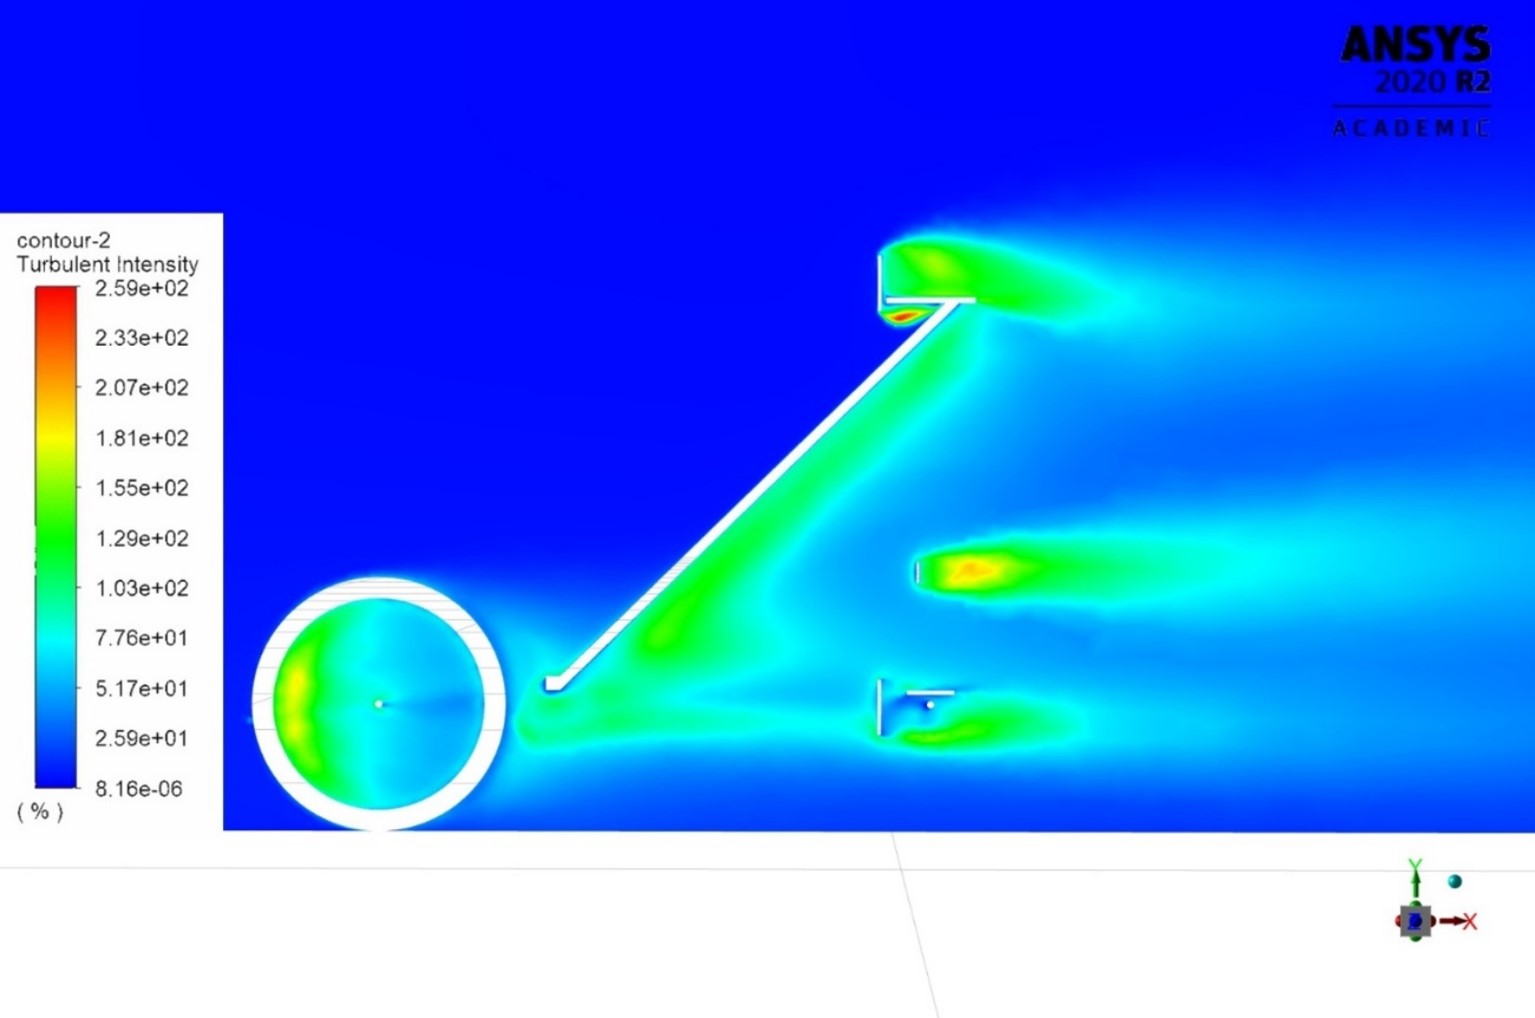 ANSYS
2020 R2
ACADEMIC
contour-2
Turbulent Intensity
2.59e+02
2.33e+02
2.07e+02
1.81e+02
1.55e+02
1.29e+02
1.03e+02
7.76e+01
5.17e+01
2.59e+01
8.16e-06
( % )
Y
Z
X